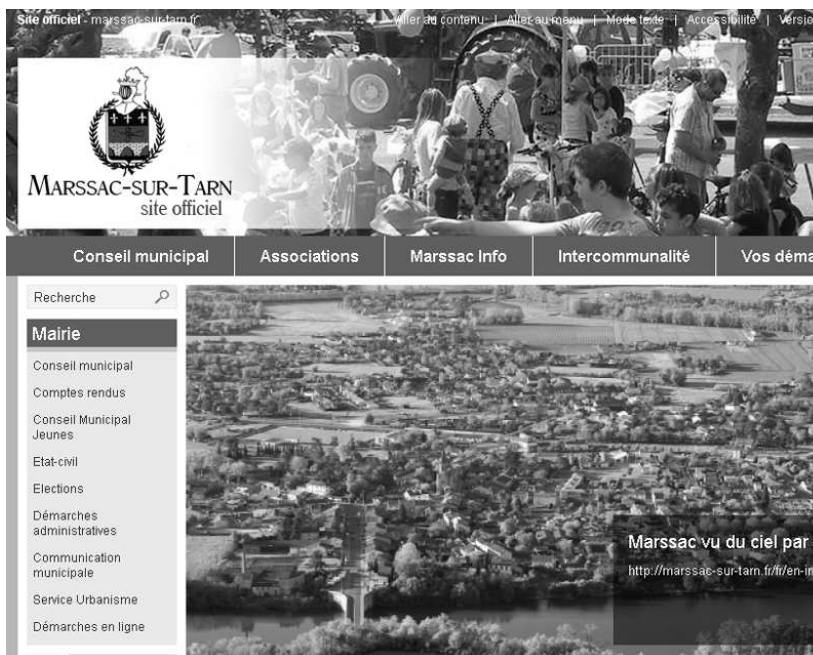 Site officiel - marssac-sur-tarn.fr
Aller au contenu | Aller au menu | Mode texte | Accessibilité | Versio
MARSSAC-SUR-TARN
site officiel
Conseil municipal Associations Marssac Info Intercommunalité Vos déma
Recherche
Mairie
Conseil municipal
Comptes rendus
Conseil Municipal
Jeunes
Etat-civil
Elections
Démarches
administratives
Communication
municipale
Service Urbanisme
Démarches en ligne
Marssac vu du ciel par
http://marssac-sur-tarn.fr/fr/en-in